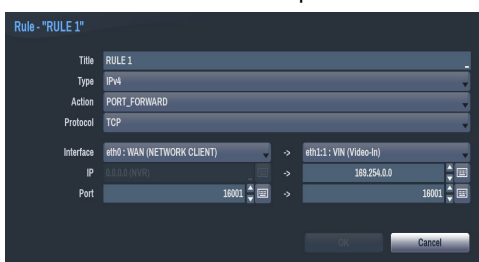 Rule - "RULE 1"
Title RULE 1
Type IPv4
Action PORT_FORWARD
Protocol TCP
Interface eth0 : WAN (NETWORK CLIENT) -> eth1:1 : VIN (Video-In)
IP 0.0.0.0 (NVR) -> 169.254.0.0
Port 16001 -> 16001
OK Cancel